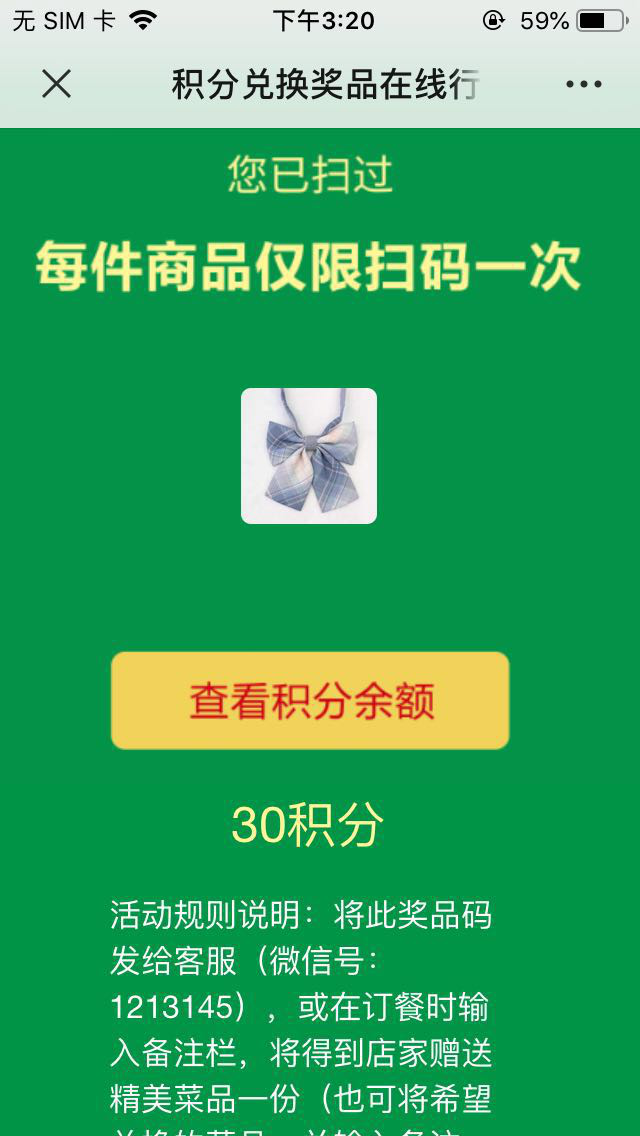 无 SIM 卡
下午3:20
59%
积分兑换奖品在线行
您已扫过
每件商品仅限扫码一次
查看积分余额
30积分
活动规则说明：将此奖品码
发给客服（微信号：
1213145），或在订餐时输
入备注栏，将得到店家赠送
精美菜品一份（也可将希望